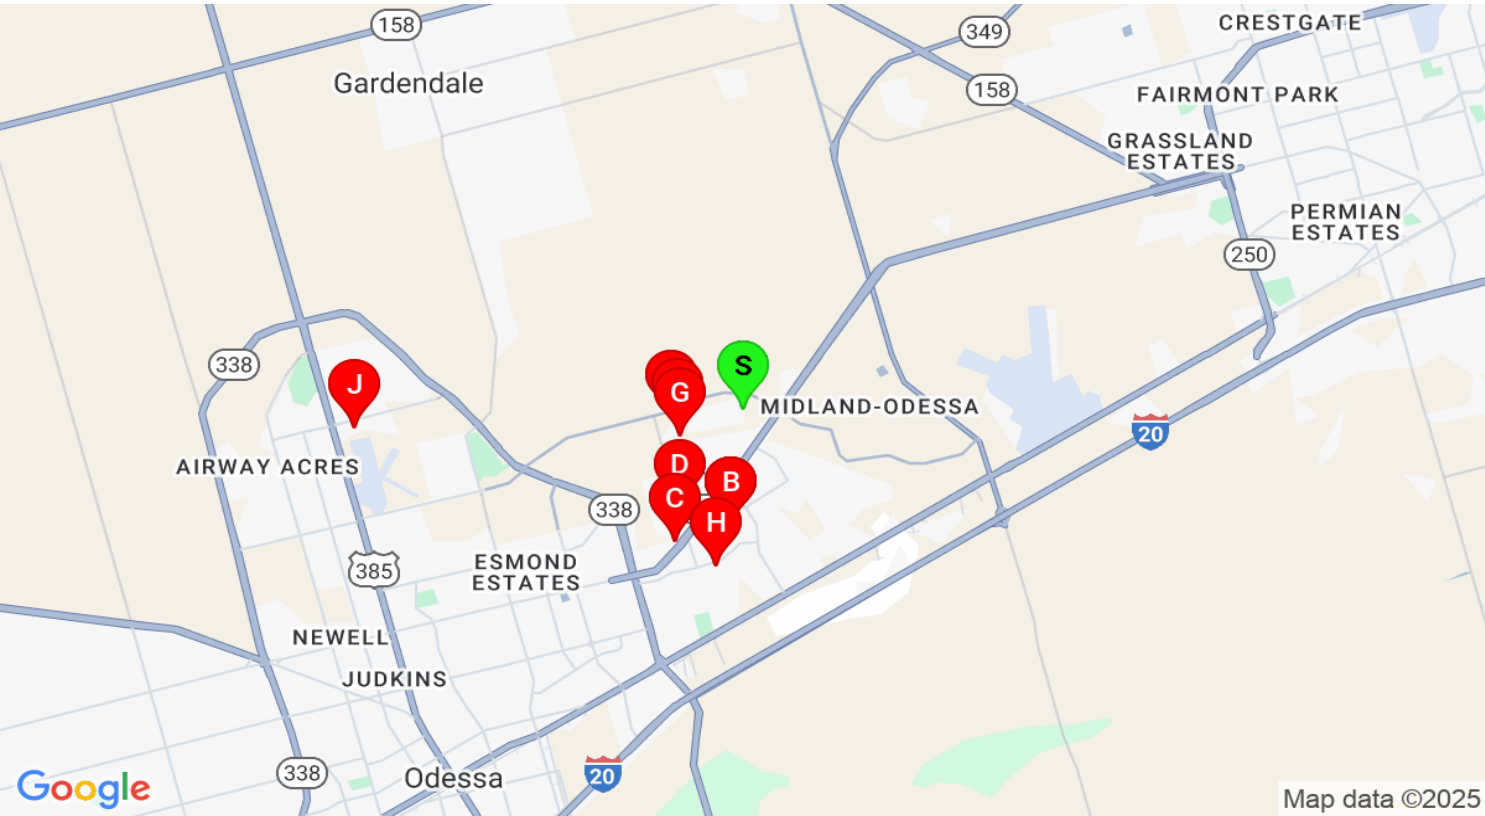 158
349
CRESTGATE
Gardendale
158
FAIRMONT PARK
GRASSLAND
ESTATES
PERMIAN
ESTATES
250
338
J
G
S
MIDLAND-ODESSA
20
AIRWAY ACRES
D
B
C
338
H
385
ESMOND
ESTATES
NEWELL
JUDKINS
338
Odessa
20
Google
Map data ©2025